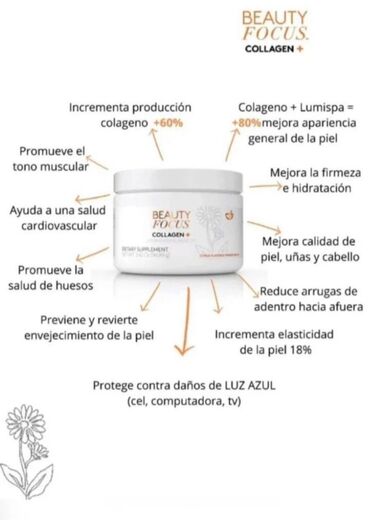 BEAUTY
FOCUS.
COLLAGEN +
Incrementa producción
colageno +60%
Colageno + Lumispa =
+80% mejora apariencia
general de la piel
Promueve el
tono muscular
Mejora la firmeza
e hidratación
Ayuda a una salud
cardiovascular
BEAUTY
FOCUS
COLLAGEN +
DIETARY SUPPLEMENT
Mejora calidad de
piel, uñas y cabello
Promueve la
salud de huesos
Reduce arrugas de
adentro hacia afuera
Previene y revierte
envejecimiento de la piel
Incrementa elasticidad
de la piel 18%
Protege contra daños de LUZ AZUL
(cel, computadora, tv)